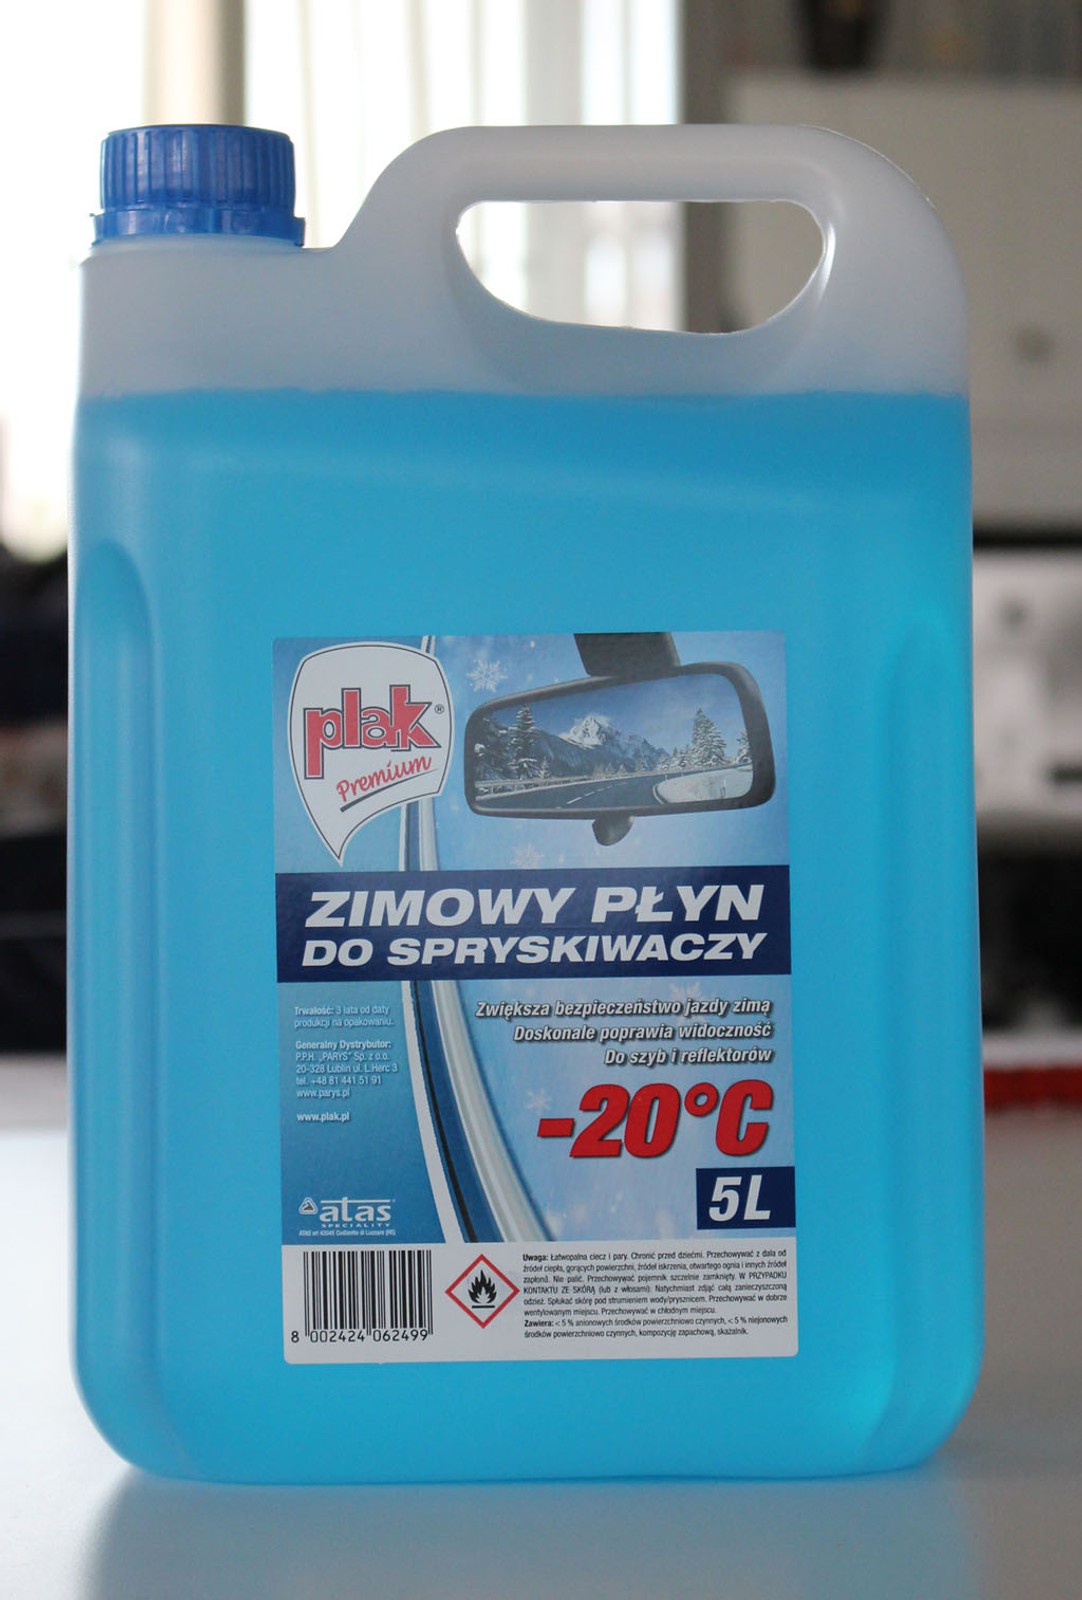 plak®
Premium
ZIMOWY PŁYN
DO SPRYSKIWACZY
Zwiększa bezpieczeństwo jazdy zimą
Doskonale poprawia widoczność
Do szyb i reflektorów
-20°C
5L
Trwałość: 3 lata od daty
produkcji na opakowaniu.
Generalny Dystrybutor:
P.P.H. „PARYS" Sp. z o.o.
20-328 Lublin ul. L.Herc 3
tel. +48 81 441 51 91
www.parys.pl
www.plak.pl
atas
SPECIALITY
8 002424 062499
Uwaga: Łatwopalna ciecz i pary. Chronić przed dziećmi. Przechowywać z dala od
źródeł ciepła, gorących powierzchni, źródeł iskrzenia, otwartego ognia i innych źródeł
zapłonu. Nie palić. Przechowywać pojemnik szczelnie zamknięty. W PRZYPADKU
KONTAKTU ZE SKÓRĄ (lub z włosami): Natychmiast zdjąć całą zanieczyszczoną
odzież. Spłukać skórę pod strumieniem wody/prysznicem. Przechowywać w dobrze
wentylowanym miejscu. Przechowywać w chłodnym miejscu.
Zawiera: < 5 % anionowych środków powierzchniowo czynnych, < 5 % niejonowych
środków powierzchniowo czynnych, kompozycję zapachową, skażalnik.